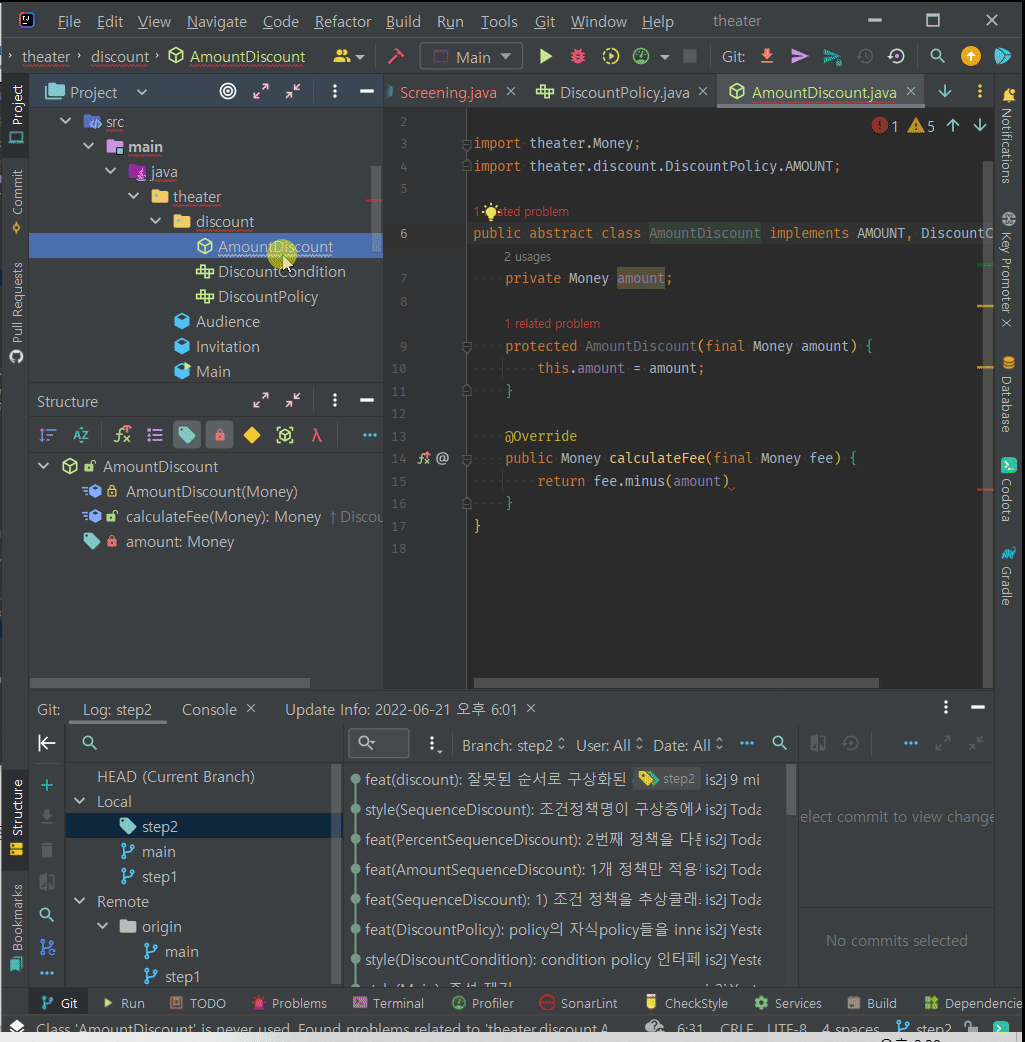 File Edit View Navigate Code Refactor Build Run Tools Git Window Help theater
theater discount AmountDiscount Main Git:
Project
Screening.java DiscountPolicy.java AmountDiscount.java
src
main
java
theater
discount
AmountDiscount
DiscountCondition
DiscountPolicy
Audience
Invitation
Main
Structure
AmountDiscount
AmountDiscount(Money)
calculateFee(Money): Money ↑Discou
amount: Money
1 5
2
3 import theater.Money;
4 import theater.discount.DiscountPolicy.AMOUNT;
5
1 related problem
6 public abstract class AmountDiscount implements AMOUNT, DiscountC
2 usages
7 private Money amount;
8
1 related problem
9 protected AmountDiscount(final Money amount) {
10 this.amount = amount;
11 }
12
13 @Override
14 public Money calculateFee(final Money fee) {
15 return fee.minus(amount)
16 }
17 }
18
Project
Commit
Pull Requests
Structure
Bookmarks
Notifications
Key Promoter X
Database
Codota
Gradle
Git: Log: step2 Console Update Info: 2022-06-21 오후 6:01
Branch: step2 User: All Date: All
HEAD (Current Branch)
Local
step2
main
step1
Remote
origin
main
step1
feat(discount): 잘못된 순서로 구상화된 step2 is2j 9 mi
style(SequenceDiscount): 조건정책명이 구상층에서 is2j Toda
feat(PercentSequenceDiscount): 2번째 정책을 다른 is2j Toda
feat(AmountSequenceDiscount): 1개 정책만 적용 is2j Toda
feat(SequenceDiscount): 1) 조건 정책을 추상클래 is2j Toda
feat(DiscountPolicy): policy의 자식policy들을 inne is2j Yeste
style(DiscountCondition): condition policy 인터페 is2j Yeste
elect commit to view change
No commits selected
Git Run TODO Problems Terminal Profiler SonarLint CheckStyle Services Build Dependencie
Class 'AmountDiscount' is never used. Found problems related to 'theater.discount.A 6:31 CRLF UTF-8 4 spaces step2